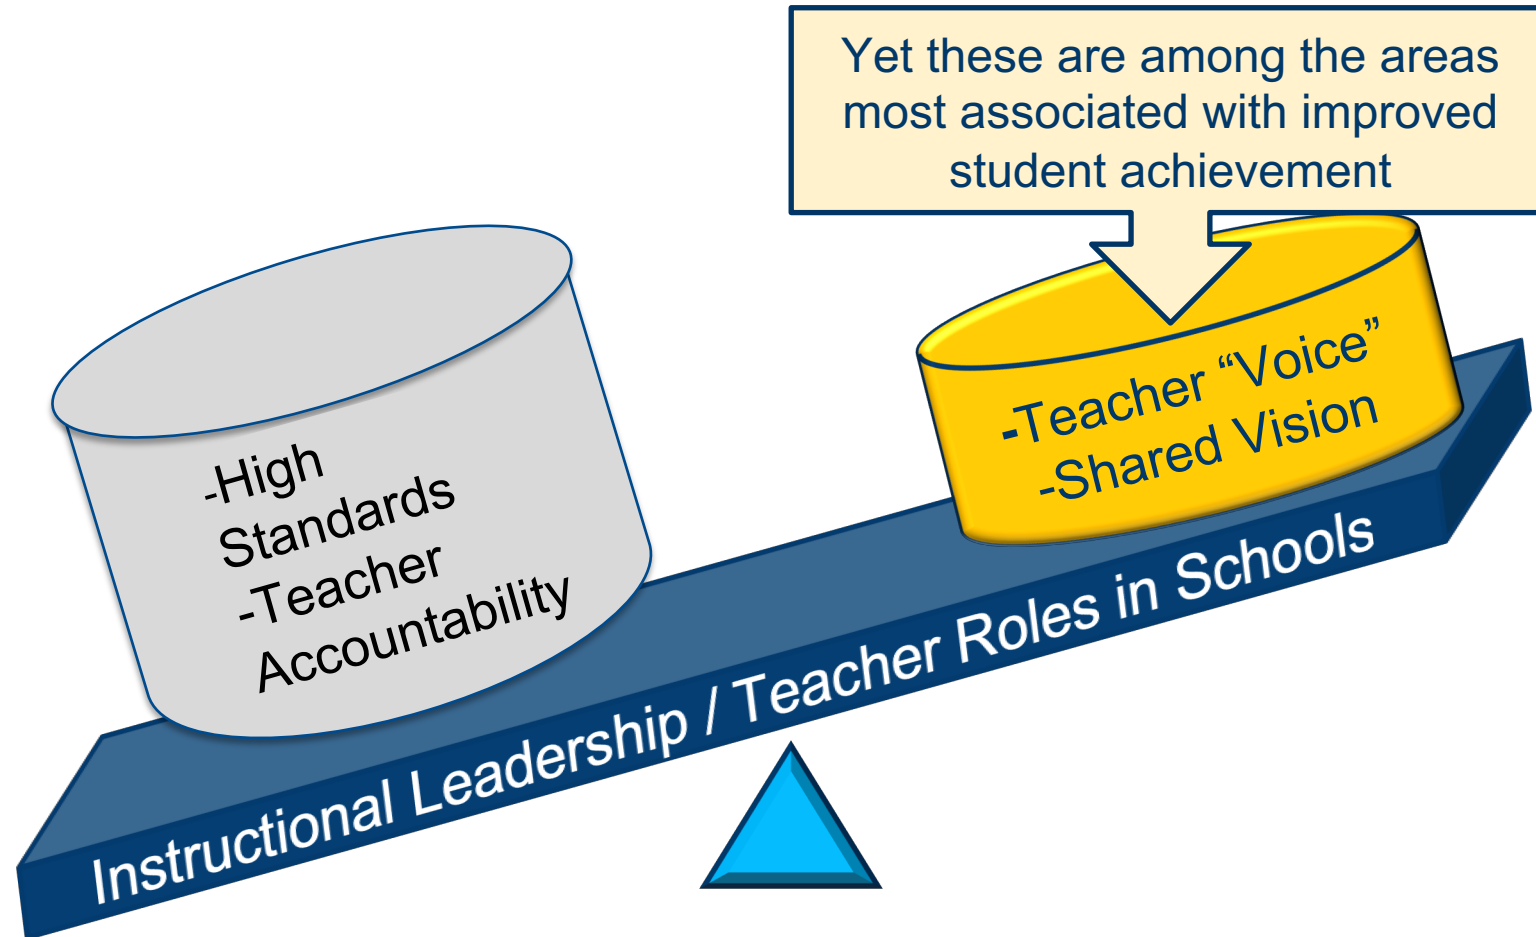 Yet these are among the areas
most associated with improved
student achievement
-High
Standards
-Teacher
Accountability
-Teacher “Voice”
-Shared Vision
Instructional Leadership / Teacher Roles in Schools